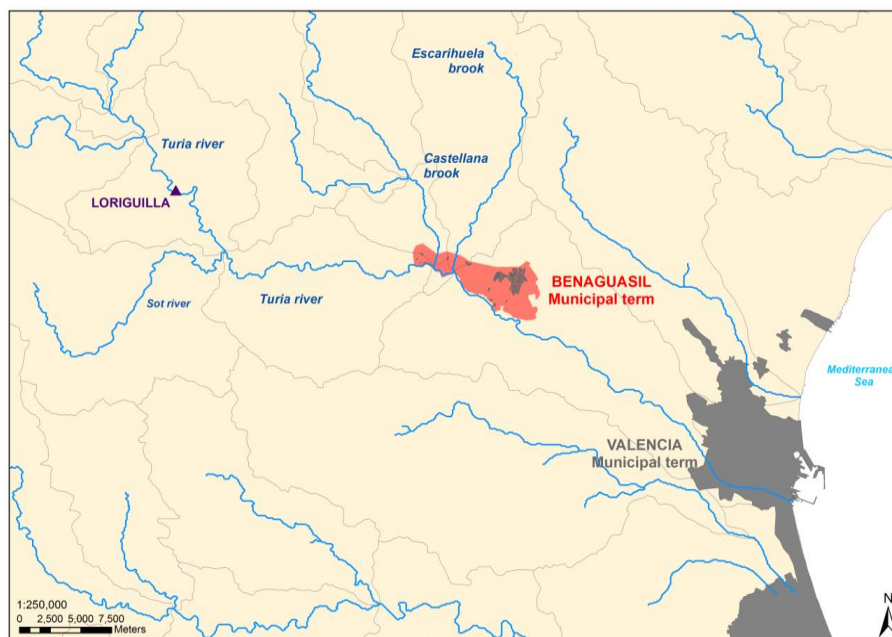 Escarihuela
brook
Turia river
Castellana
brook
LORIGUILLA
BENAGUASIL
Municipal term
Sot river
Turia river
Mediterranea
Sea
VALENCIA
Municipal term
1:250,000
0 2,500 5,000 7,500
Meters
N